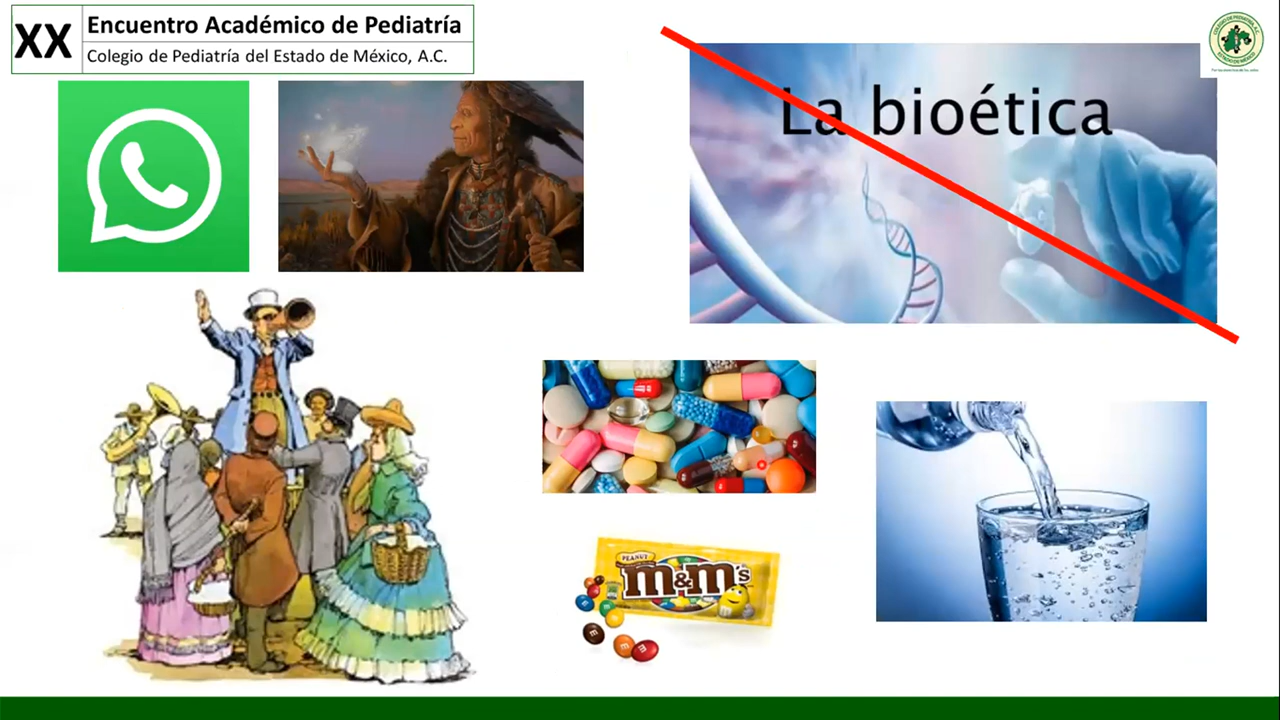 XX
Encuentro Académico de Pediatría
Colegio de Pediatría del Estado de México, A.C.
La bioética
PEANUT
m&m's